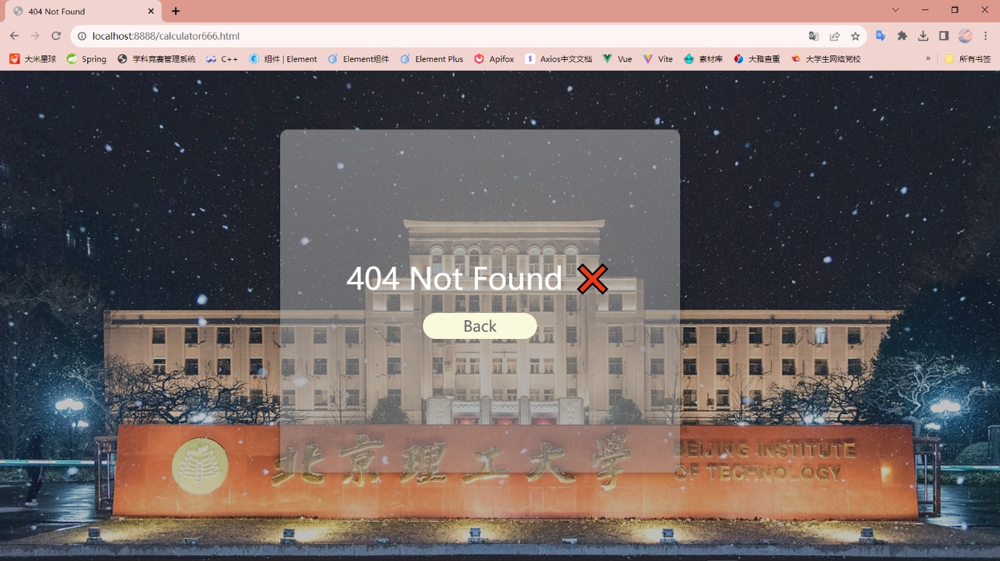 404 Not Found
localhost:8888/calculator666.html
大米星球 Spring 学科竞赛管理系统 C++ 组件 | Element Element组件 Element Plus Apifox Axios中文文档 Vue Vite 素材库 大雅查重 大学生网络党校 » 所有书签
404 Not Found ❌
Back
北京理工大学
BEIJING INSTITUTE
OF TECHNOLOGY